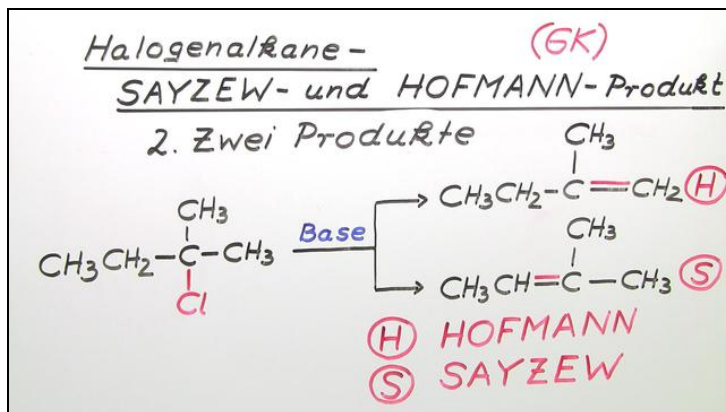 Halogenalkane- (GK)
SAYZEW- und HOFMANN-Produkt
2. Zwei Produkte
CH3
CH3CH2-C=CH2 (H)
CH3
CH3CH2-C-CH3
Cl
Base
CH3
CH3CH=C-CH3 (S)
(H) HOFMANN
(S) SAYZEW